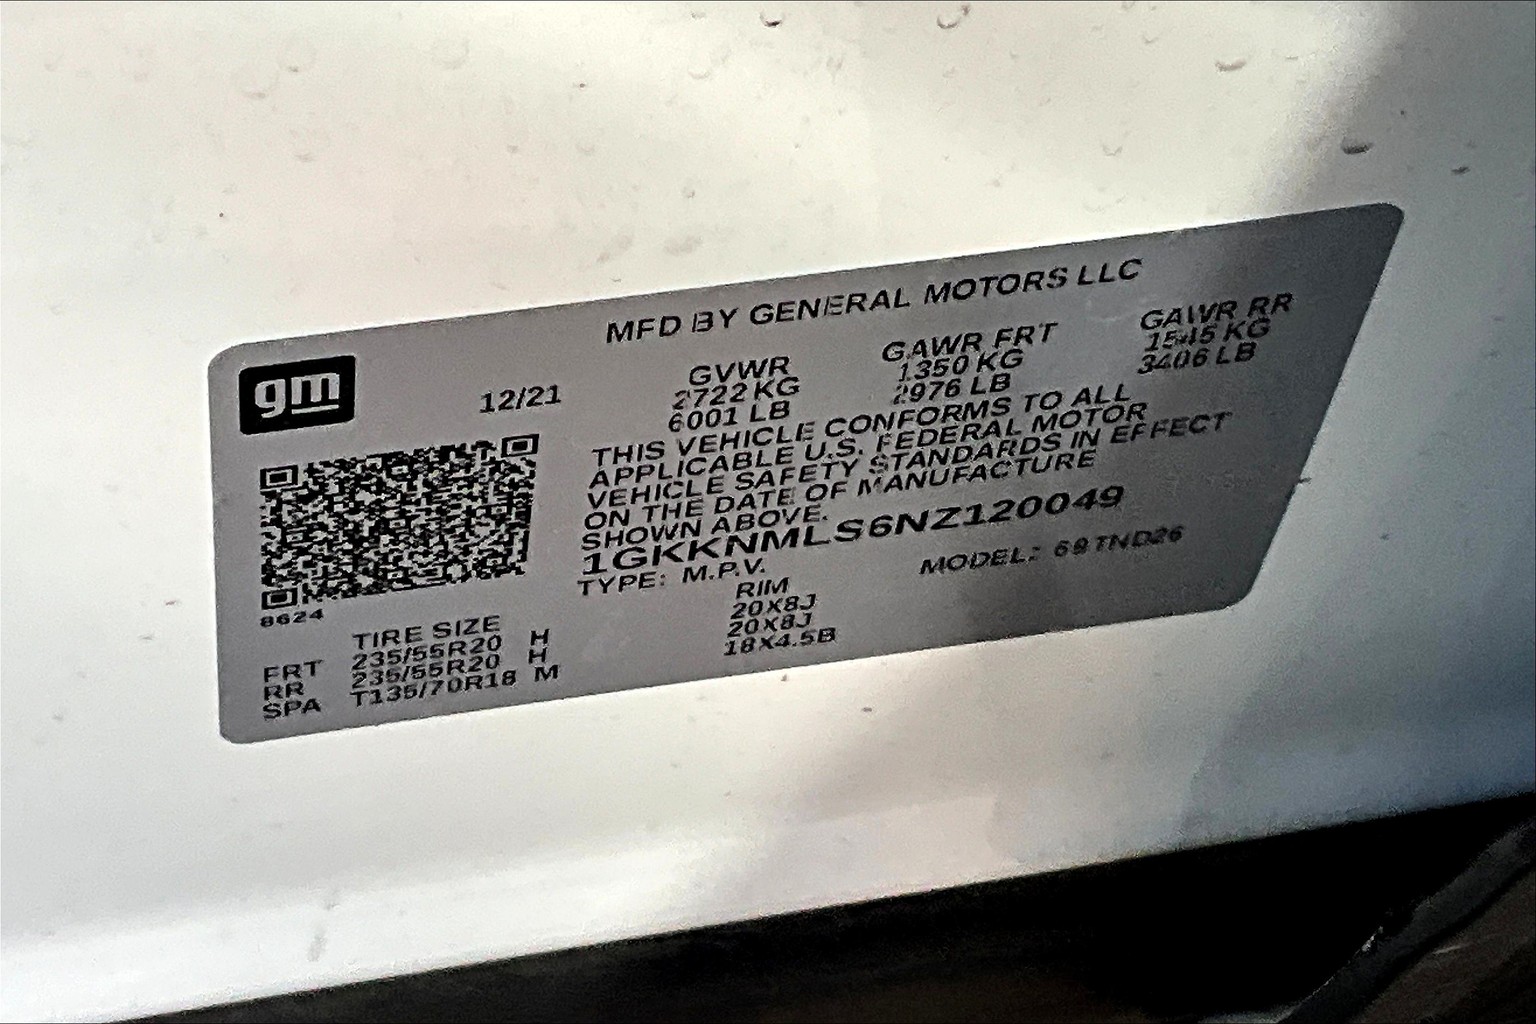 MFD BY GENERAL MOTORS LLC
gm
12/21
GVWR GAWR FRT GAWR RR
2722 KG 1350 KG 1545 KG
6001 LB 2976 LB 3406 LB
THIS VEHICLE CONFORMS TO ALL
APPLICABLE U.S. FEDERAL MOTOR
VEHICLE SAFETY STANDARDS IN EFFECT
ON THE DATE OF MANUFACTURE
SHOWN ABOVE.
1GKKNMLS6NZ120049
TYPE: M.P.V. MODEL:
8624
TIRE SIZE RIM
FRT 235/55R20 H 20X8J
RR 235/55R20 H 20X8J
SPA T135/70R18 M 18X4.5B